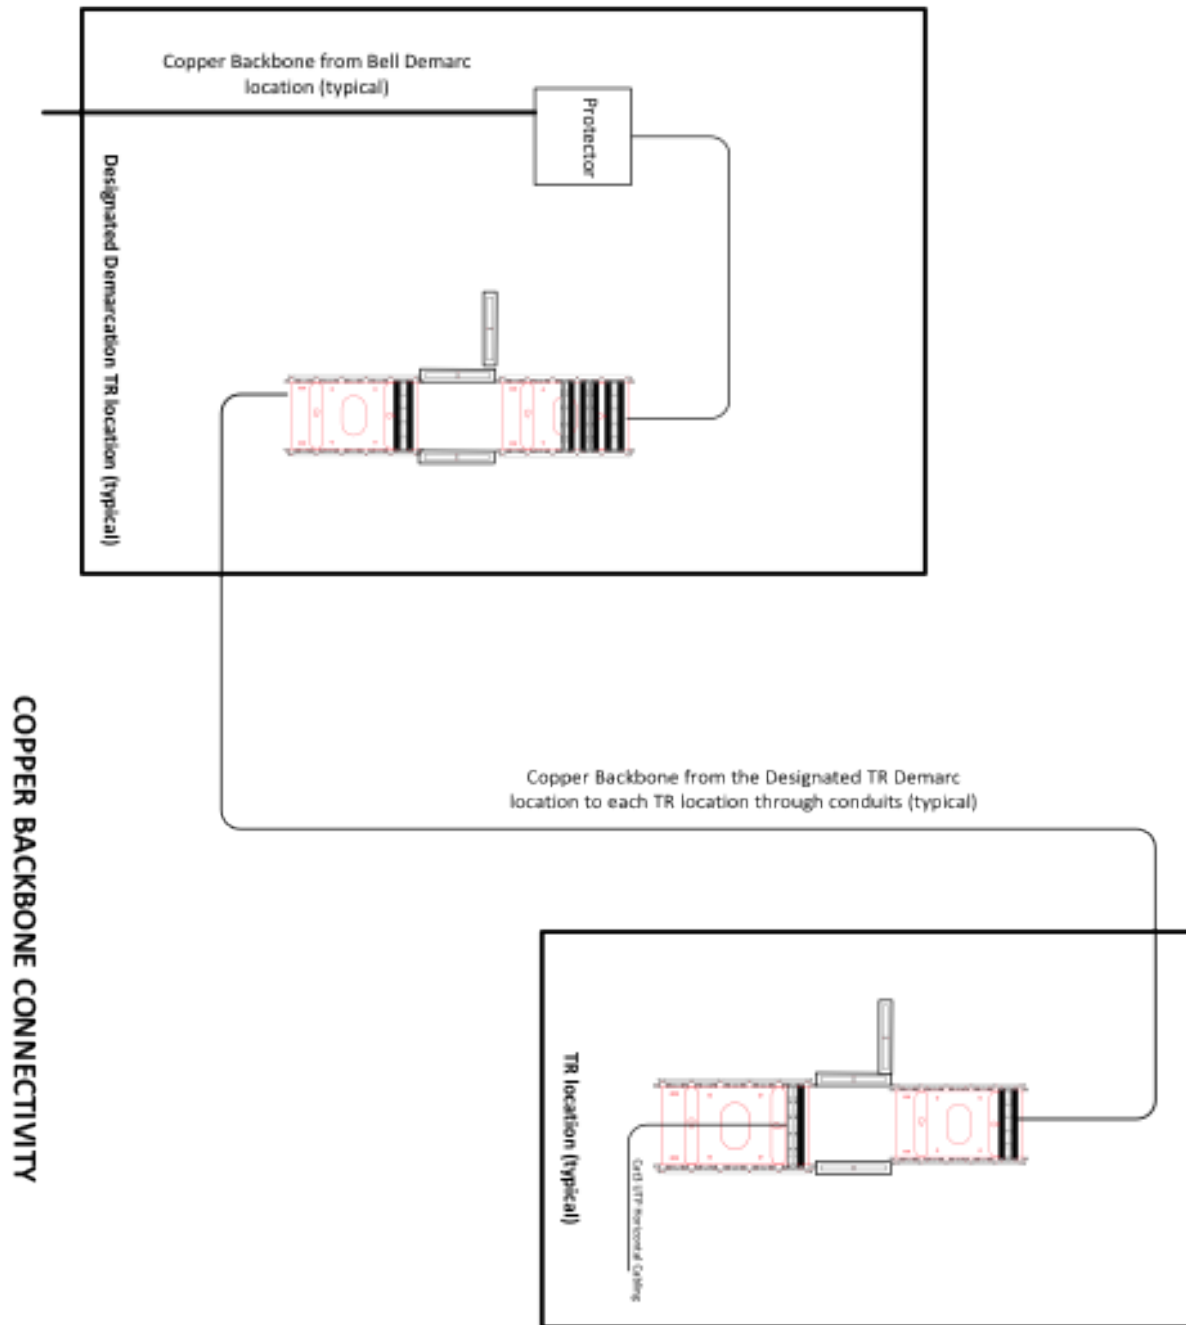 Copper Backbone from Bell Demarc
location (typical)
Protector
Designated Demarcation TR location (typical)
Copper Backbone from the Designated TR Demarc
location to each TR location through conduits (typical)
TR location (typical)
Cat3 UTP Horizontal Cabling
COPPER BACKBONE CONNECTIVITY